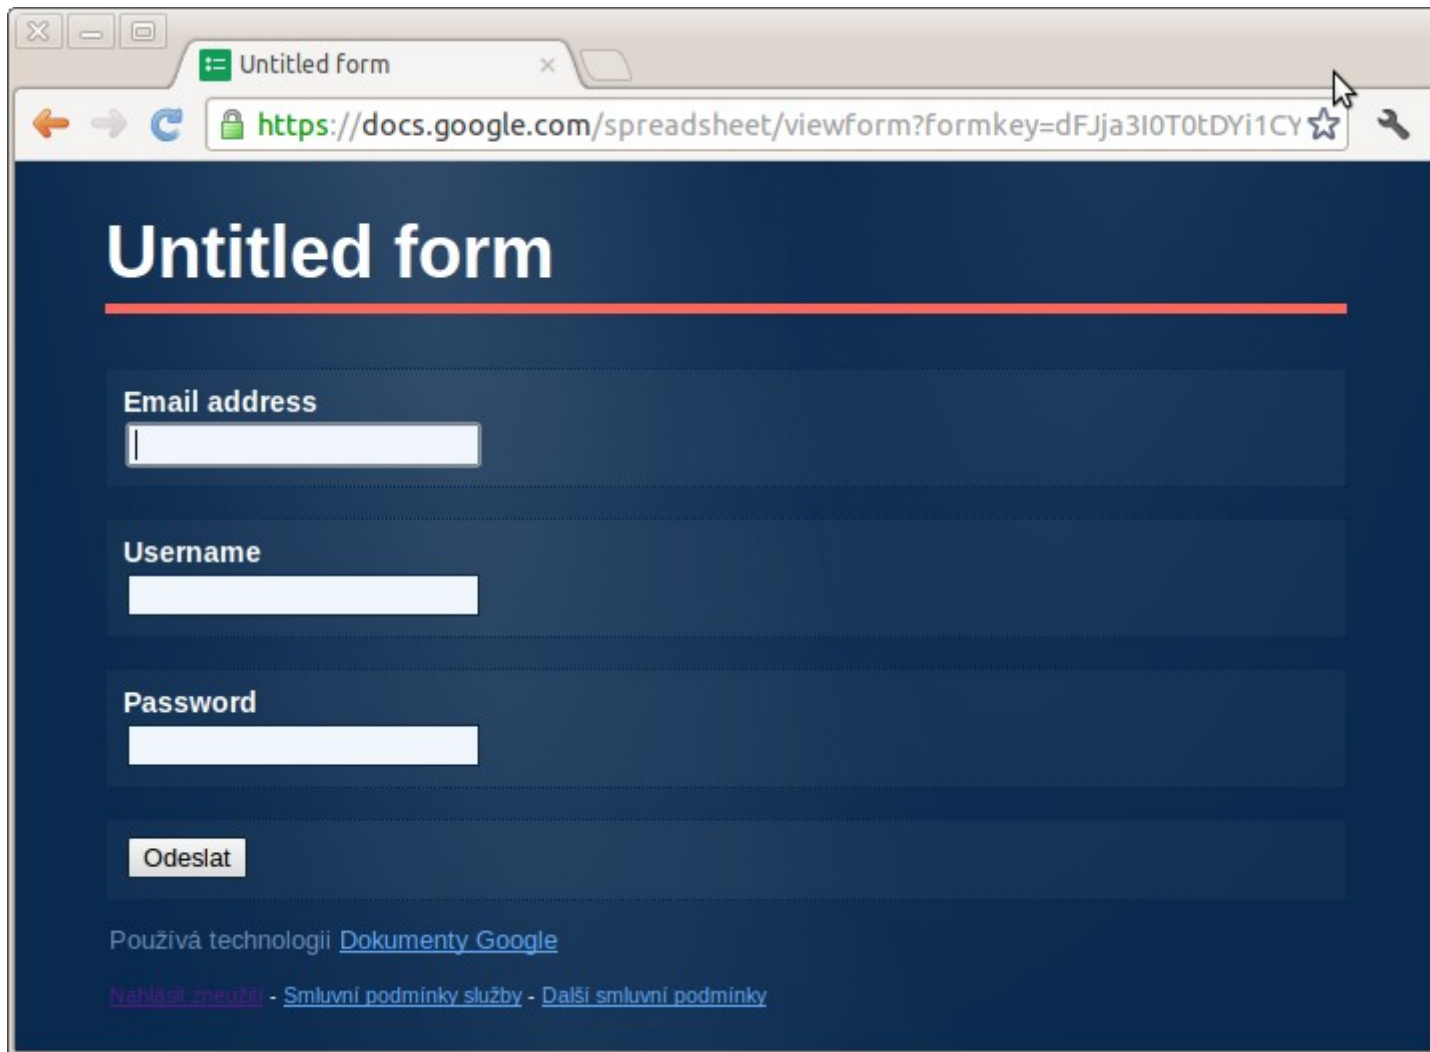 Untitled form
https://docs.google.com/spreadsheet/viewform?formkey=dFJja3I0T0tDYi1CY
Untitled form
Email address
Username
Password
Odeslat
Používá technologii Dokumenty Google
Nahlásit zneužití - Smluvní podmínky služby - Další smluvní podmínky